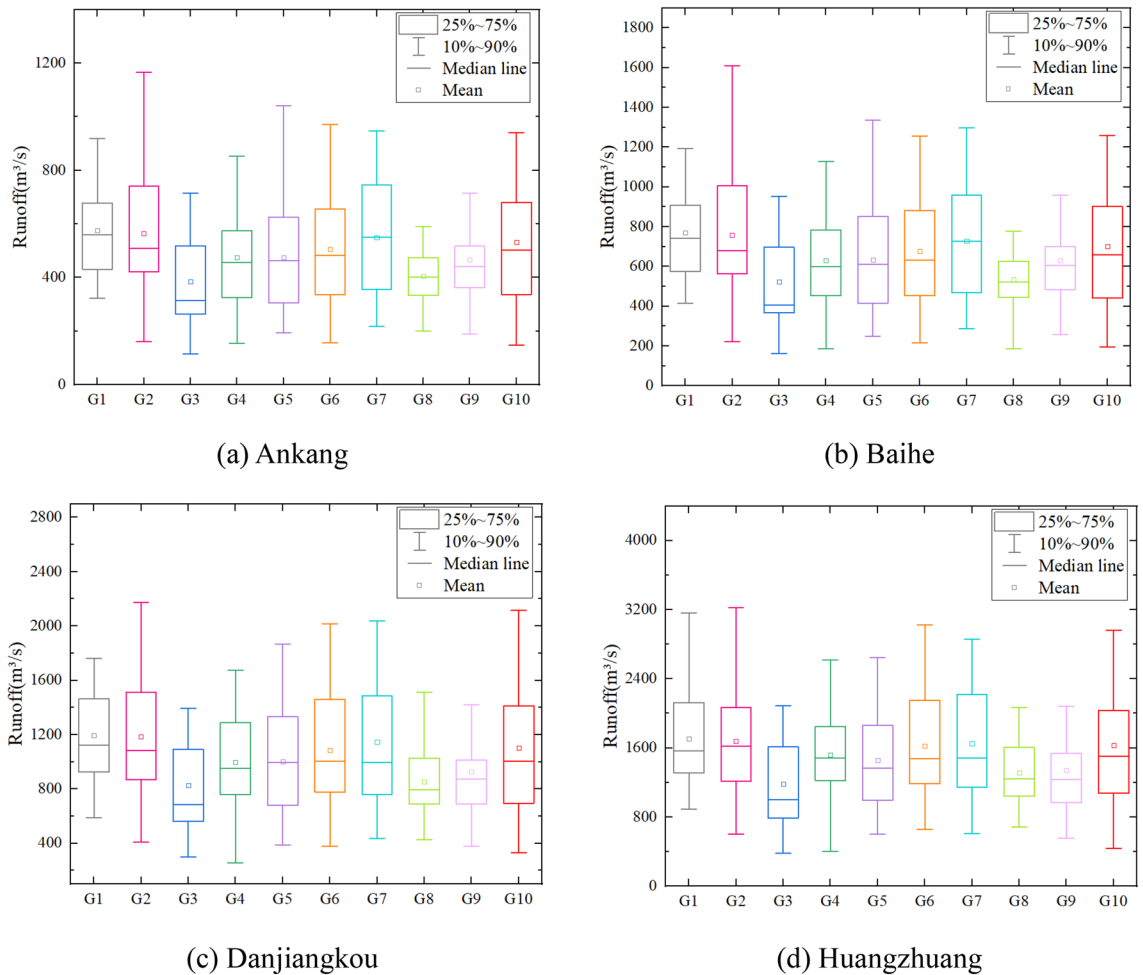 25%~75%
10%~90%
Median line
Mean
Runoff(m³/s)
1200
800
400
0
G1 G2 G3 G4 G5 G6 G7 G8 G9 G10
(a) Ankang
25%~75%
10%~90%
Median line
Mean
Runoff(m³/s)
1800
1600
1400
1200
1000
800
600
400
200
0
G1 G2 G3 G4 G5 G6 G7 G8 G9 G10
(b) Baihe
25%~75%
10%~90%
Median line
Mean
Runoff(m³/s)
2800
2400
2000
1600
1200
800
400
G1 G2 G3 G4 G5 G6 G7 G8 G9 G10
(c) Danjiangkou
25%~75%
10%~90%
Median line
Mean
Runoff(m³/s)
4000
3200
2400
1600
800
0
G1 G2 G3 G4 G5 G6 G7 G8 G9 G10
(d) Huangzhuang